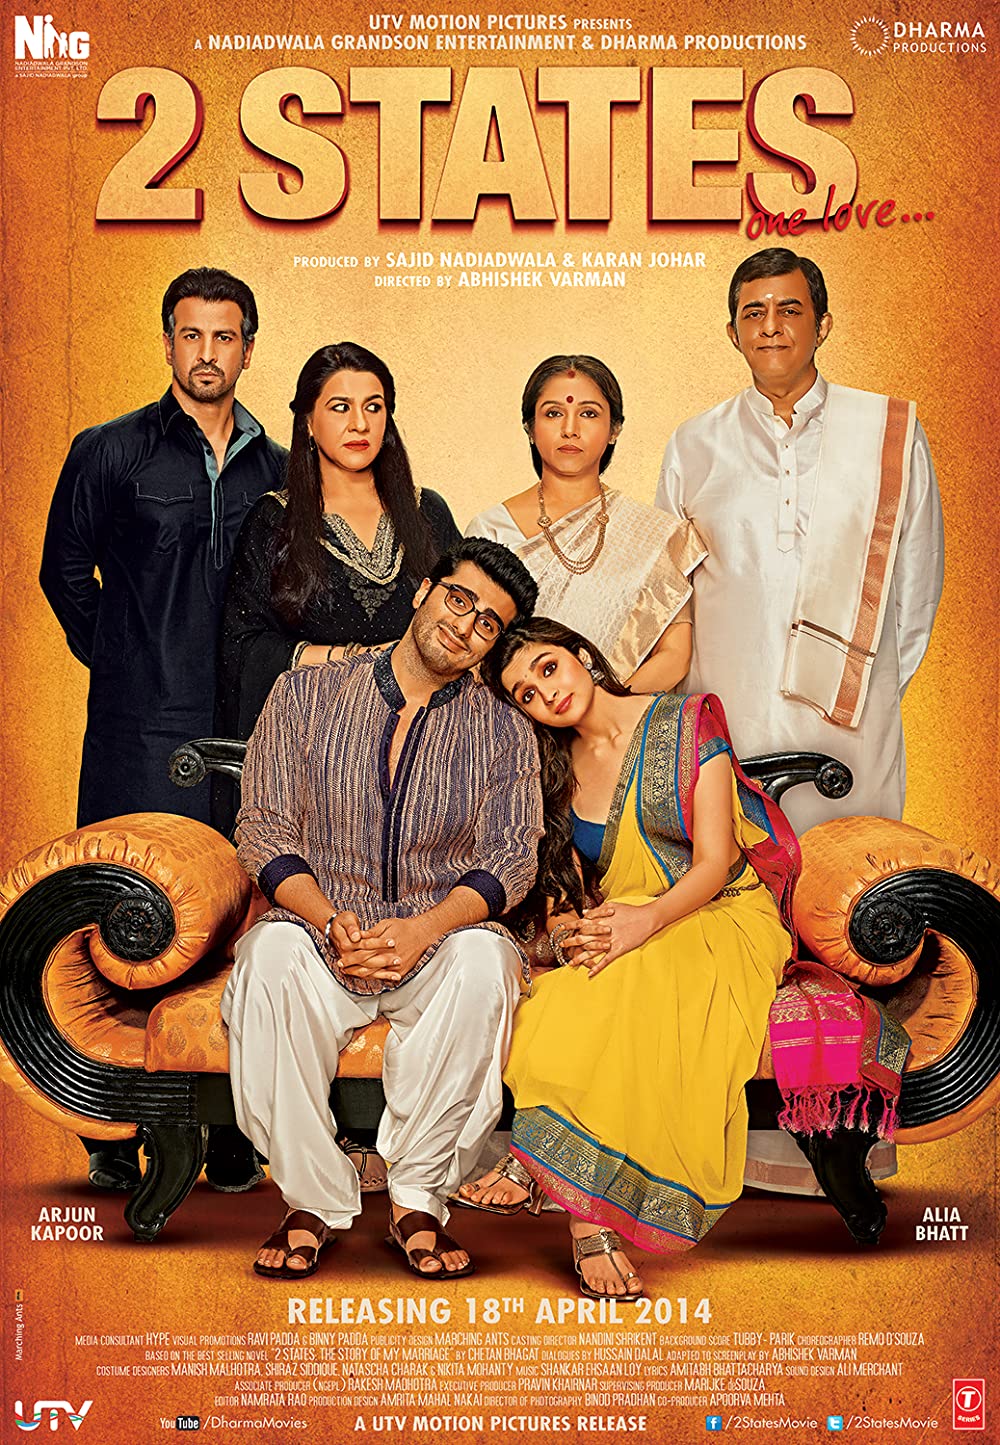 UTV MOTION PICTURES PRESENTS
A NADIADWALA GRANDSON ENTERTAINMENT & DHARMA PRODUCTIONS
NADIADWALA GRANDSON
ENTERTAINMENT PVT. LTD.
a SAJID NADIADWALA group
DHARMA
PRODUCTIONS
2 STATES
one love...
PRODUCED BY SAJID NADIADWALA & KARAN JOHAR
DIRECTED BY ABHISHEK VARMAN
ARJUN
KAPOOR
ALIA
BHATT
Marching Ants
RELEASING 18TH APRIL 2014
MEDIA CONSULTANT HYPE VISUAL PROMOTIONS RAVI PADDA & BINNY PADDA PUBLICITY DESIGN MARCHING ANTS CASTING DIRECTOR NANDINI SHRIKENT BACKGROUND SCORE TUBBY- PARIK CHOREOGRAPHER REMO D'SOUZA
BASED ON THE BEST SELLING NOVEL "2 STATES: THE STORY OF MY MARRIAGE" BY CHETAN BHAGAT DIALOGUES BY HUSSAIN DALAL ADAPTED TO SCREENPLAY BY ABHISHEK VARMAN
COSTUME DESIGNERS MANISH MALHOTRA, SHIRAZ SIDDIQUE, NATASCHA CHARAK & NIKITA MOHANTY MUSIC SHANKAR EHSAAN LOY LYRICS AMITABH BHATTACHARYA SOUND DESIGN ALI MERCHANT
ASSOCIATE PRODUCER (NGEPL) RAKESH MADHOTRA EXECUTIVE PRODUCER PRAVIN KHAIRNAR SUPERVISING PRODUCER MARIJKE deSOUZA
EDITOR NAMRATA RAO PRODUCTION DESIGN AMRITA MAHAL NAKAI DIRECTOR OF PHOTOGRAPHY BINOD PRADHAN CO-PRODUCER APOORVA MEHTA
UTV
YouTube /DharmaMovies
A UTV MOTION PICTURES RELEASE
f /2StatesMovie
/2StatesMovie
T
SERIES